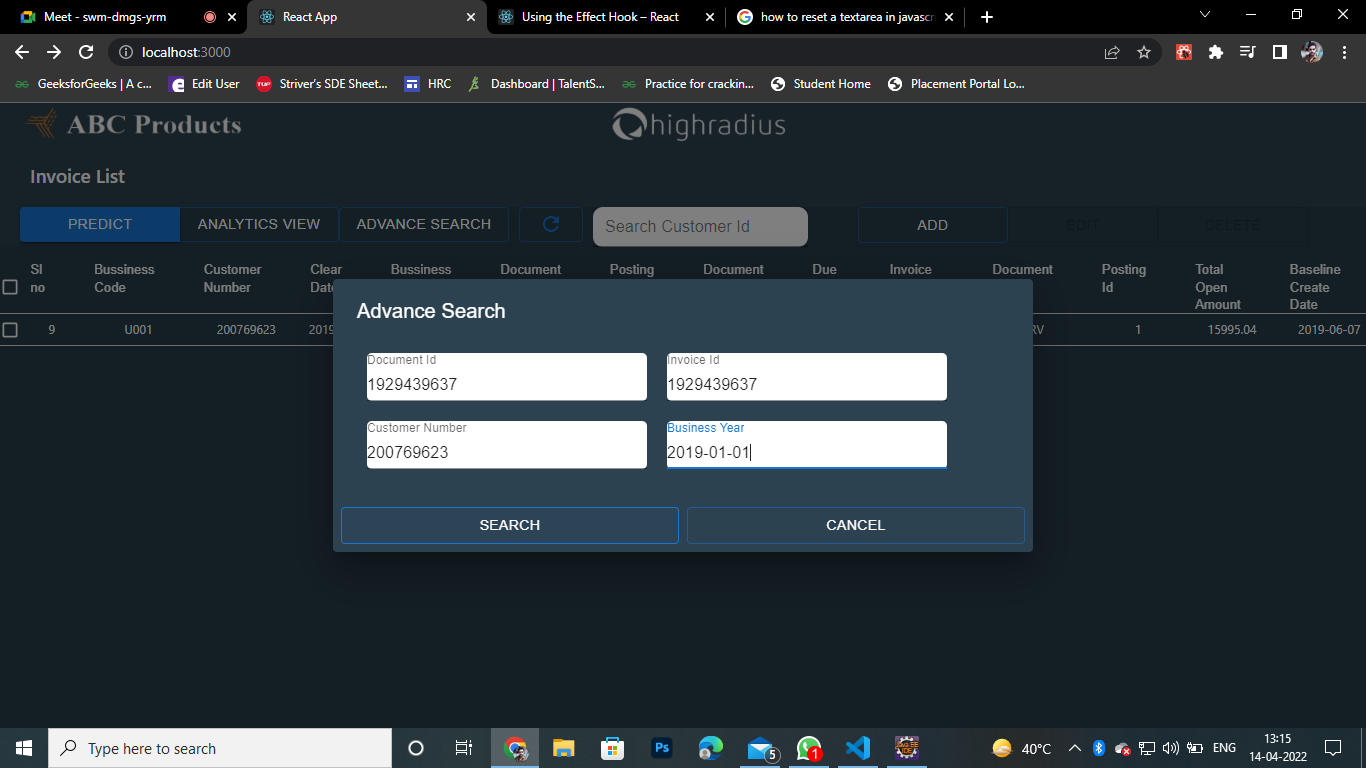 Meet - swm-dmgs-yrm
React App
Using the Effect Hook – React
how to reset a textarea in javascri
localhost:3000
GeeksforGeeks | A c...
Edit User
TUF
Striver's SDE Sheet...
HRC
Dashboard | TalentS...
Practice for crackin...
Student Home
Placement Portal Lo...
ABC Products
highradius
Invoice List
PREDICT
ANALYTICS VIEW
ADVANCE SEARCH
Search Customer Id
ADD
EDIT
DELETE
Sl no
Bussiness Code
Customer Number
Clear Date
Bussiness
Document
Posting
Document
Due
Invoice
Document
Posting Id
Total Open Amount
Baseline Create Date
9
U001
200769623
2019
RV
1
15995.04
2019-06-07
Advance Search
Document Id
1929439637
Invoice Id
1929439637
Customer Number
200769623
Business Year
2019-01-01
SEARCH
CANCEL
Type here to search
Ps
5
1
40°C
ENG
13:15
14-04-2022